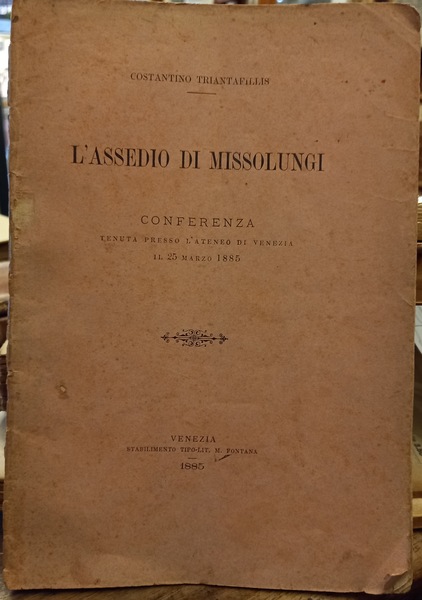 COSTANTINO TRIANTAFILLIS
L'ASSEDIO DI MISSOLUNGI
CONFERENZA
TENUTA PRESSO L'ATENEO DI VENEZIA
IL 25 MARZO 1885
VENEZIA
STABILIMENTO TIPO-LIT. M. FONTANA
1885